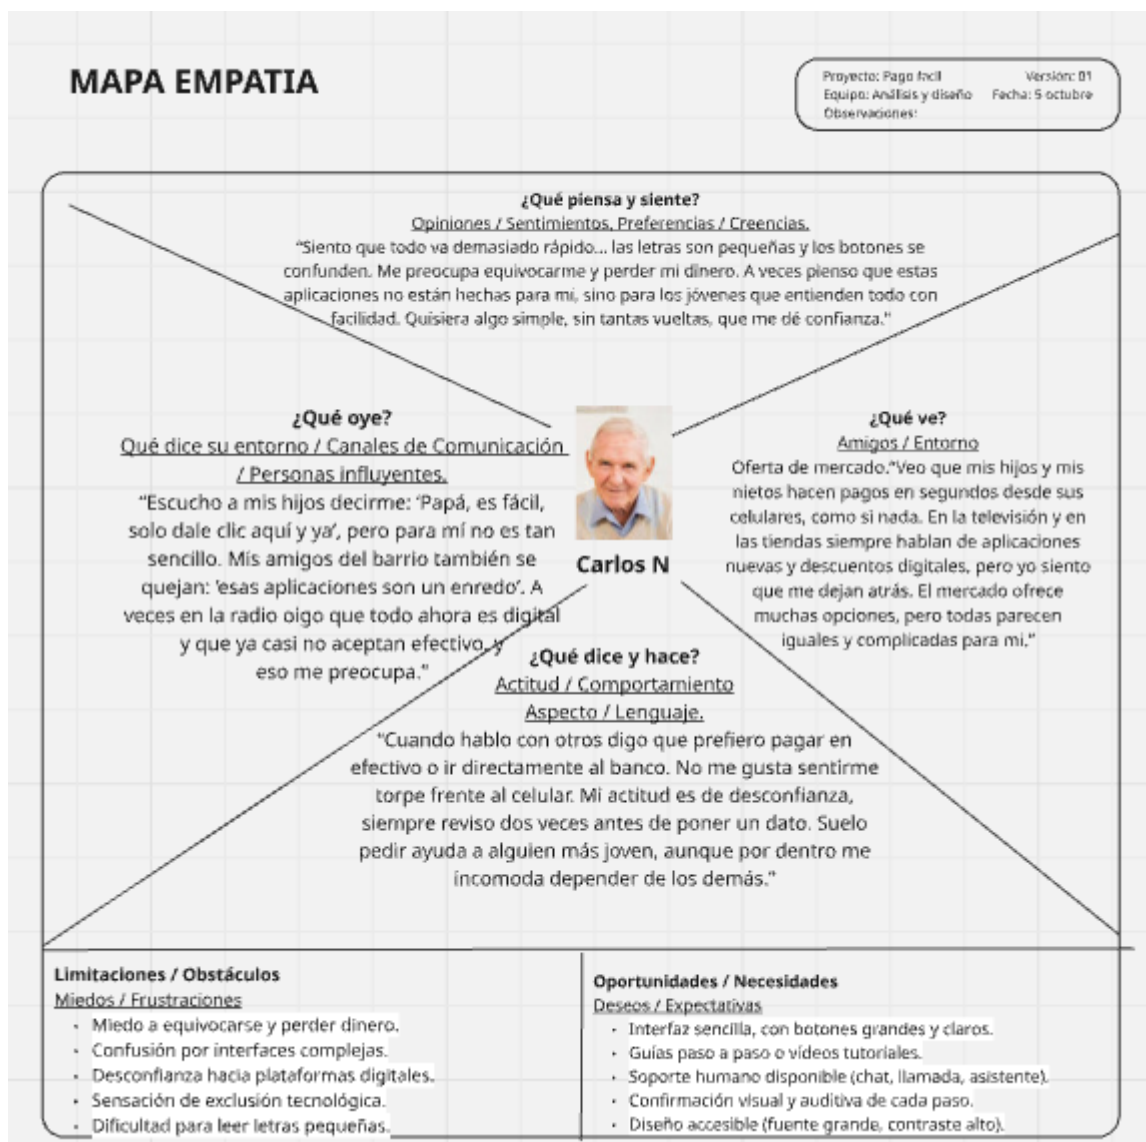 MAPA EMPATIA
Proyecto: Pago facil
Versión: 01
Equipo: Análisis y diseño
Fecha: 5 octubre
Observaciones:
¿Qué piensa y siente?
Opiniones / Sentimientos, Preferencias / Creencias.
“Siento que todo va demasiado rápido... las letras son pequeñas y los botones se
confunden. Me preocupa equivocarme y perder mi dinero. A veces pienso que estas
aplicaciones no están hechas para mí, sino para los jóvenes que entienden todo con
facilidad. Quisiera algo simple, sin tantas vueltas, que me dé confianza.”
¿Qué oye?
Qué dice su entorno / Canales de Comunicación
/ Personas influyentes.
“Escucho a mis hijos decirme: ‘Papá, es fácil,
solo dale clic aquí y ya’, pero para mí no es tan
sencillo. Mis amigos del barrio también se
quejan: ‘esas aplicaciones son un enredo’. A
veces en la radio oigo que todo ahora es digital
y que ya casi no aceptan efectivo, y
eso me preocupa.”
Carlos N
¿Qué ve?
Amigos / Entorno
Oferta de mercado.“Veo que mis hijos y mis
nietos hacen pagos en segundos desde sus
celulares, como si nada. En la televisión y en
las tiendas siempre hablan de aplicaciones
nuevas y descuentos digitales, pero yo siento
que me dejan atrás. El mercado ofrece
muchas opciones, pero todas parecen
iguales y complicadas para mi.”
¿Qué dice y hace?
Actitud / Comportamiento
Aspecto / Lenguaje.
“Cuando hablo con otros digo que prefiero pagar en
efectivo o ir directamente al banco. No me gusta sentirme
torpe frente al celular. Mi actitud es de desconfianza,
siempre reviso dos veces antes de poner un dato. Suelo
pedir ayuda a alguien más joven, aunque por dentro me
incomoda depender de los demás.”
Limitaciones / Obstáculos
Miedos / Frustraciones
• Miedo a equivocarse y perder dinero.
• Confusión por interfaces complejas.
• Desconfianza hacia plataformas digitales.
• Sensación de exclusión tecnológica.
• Dificultad para leer letras pequeñas.
Oportunidades / Necesidades
Deseos / Expectativas
• Interfaz sencilla, con botones grandes y claros.
• Guías paso a paso o vídeos tutoriales.
• Soporte humano disponible (chat, llamada, asistente).
• Confirmación visual y auditiva de cada paso.
• Diseño accesible (fuente grande, contraste alto).